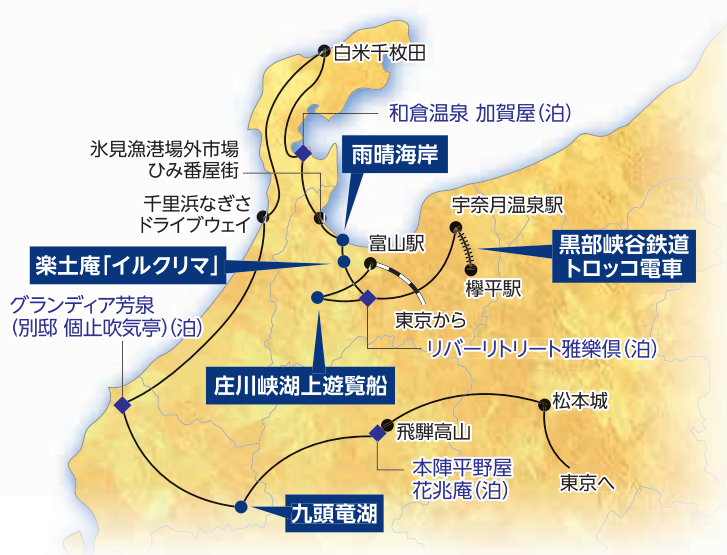 白米千枚田
和倉温泉 加賀屋(泊)
氷見漁港場外市場
ひみ番屋街
雨晴海岸
千里浜なぎさ
ドライブウェイ
宇奈月温泉駅
富山駅
黒部峡谷鉄道
トロッコ電車
楽土庵「イルクリマ」
欅平駅
グランディア芳泉
(別邸 個止吹気亭)(泊)
東京から
リバーリトリート雅樂倶(泊)
庄川峡湖上遊覧船
松本城
飛騨高山
本陣平野屋
花兆庵(泊)
東京へ
九頭竜湖